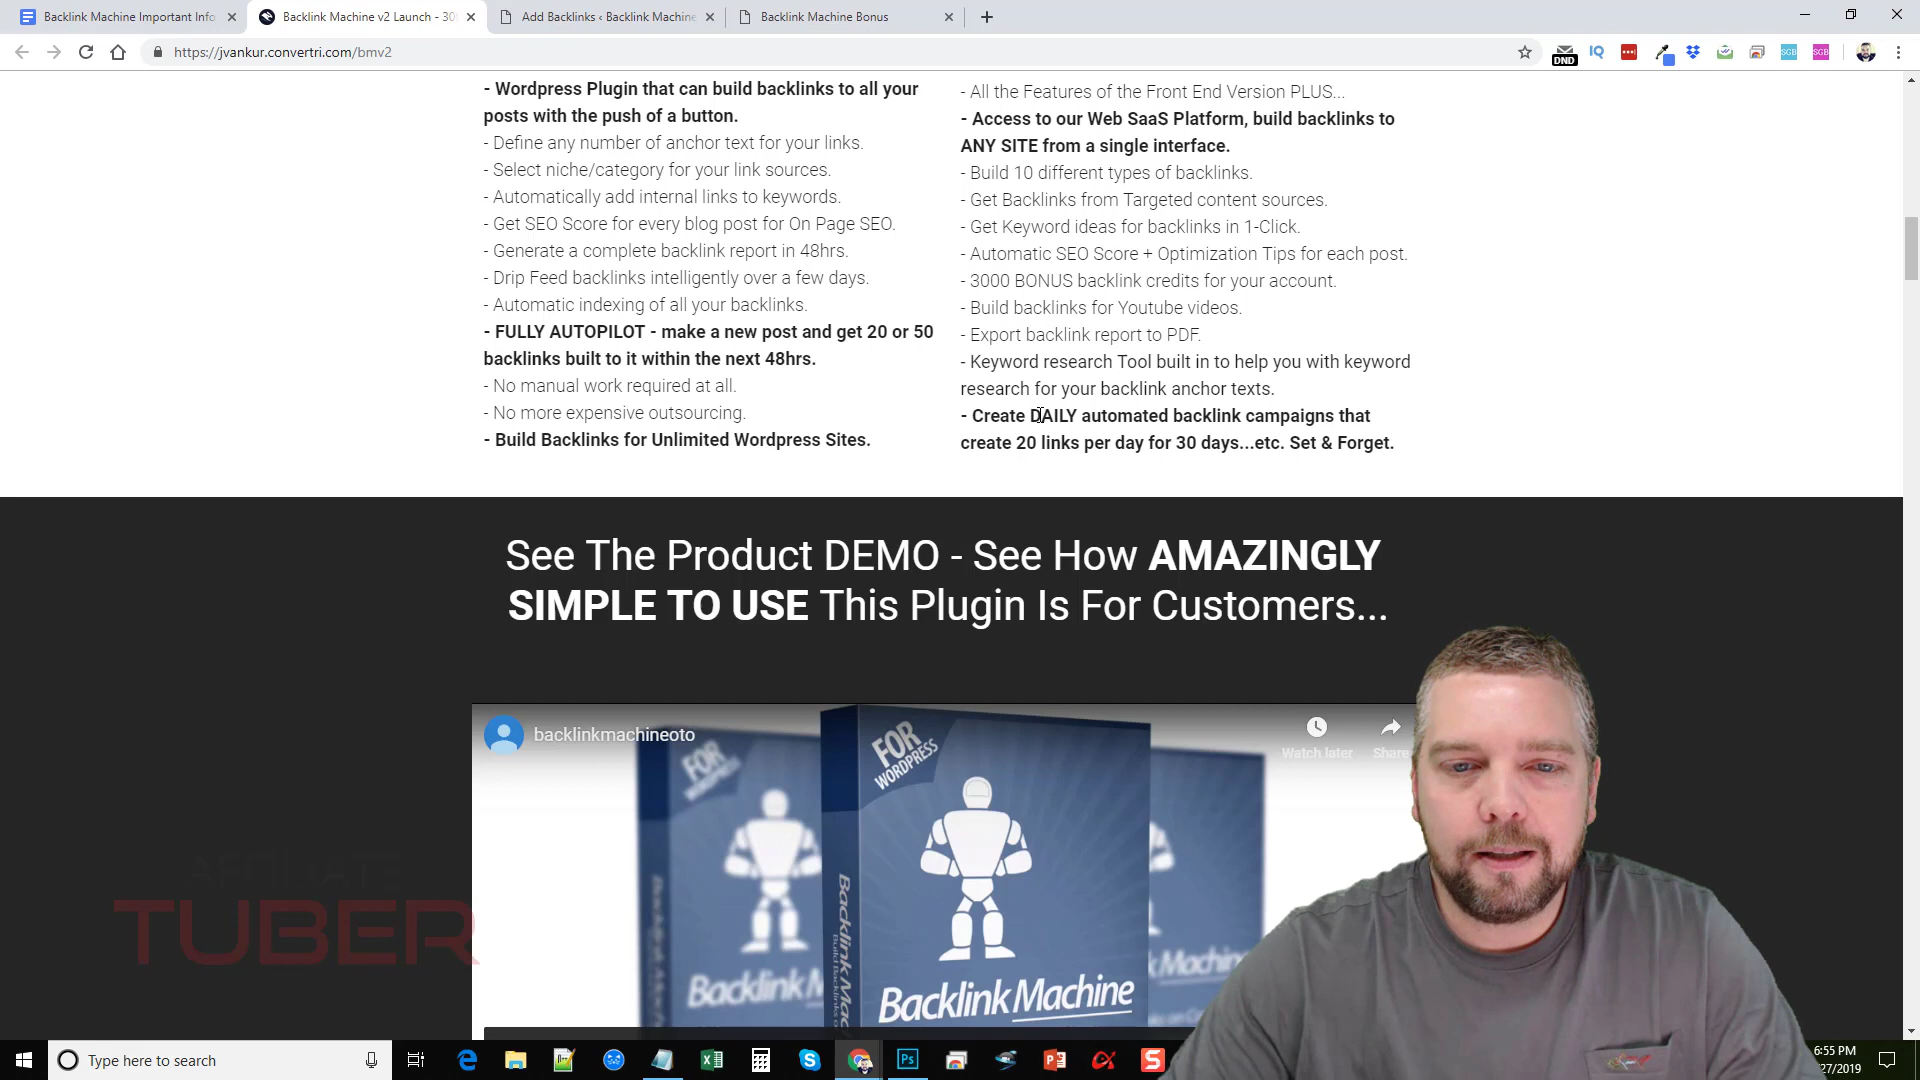 Backlink Machine Important Info
Backlink Machine v2 Launch - 30
Add Backlinks ‹ Backlink Machine
Backlink Machine Bonus
https://jvankur.convertri.com/bmv2
DND
SGB
SGB
- Wordpress Plugin that can build backlinks to all your
posts with the push of a button.
- Define any number of anchor text for your links.
- Select niche/category for your link sources.
- Automatically add internal links to keywords.
- Get SEO Score for every blog post for On Page SEO.
- Generate a complete backlink report in 48hrs.
- Drip Feed backlinks intelligently over a few days.
- Automatic indexing of all your backlinks.
- FULLY AUTOPILOT - make a new post and get 20 or 50
backlinks built to it within the next 48hrs.
- No manual work required at all.
- No more expensive outsourcing.
- Build Backlinks for Unlimited Wordpress Sites.
- All the Features of the Front End Version PLUS...
- Access to our Web SaaS Platform, build backlinks to
ANY SITE from a single interface.
- Build 10 different types of backlinks.
- Get Backlinks from Targeted content sources.
- Get Keyword ideas for backlinks in 1-Click.
- Automatic SEO Score + Optimization Tips for each post.
- 3000 BONUS backlink credits for your account.
- Build backlinks for Youtube videos.
- Export backlink report to PDF.
- Keyword research Tool built in to help you with keyword
research for your backlink anchor texts.
- Create DAILY automated backlink campaigns that
create 20 links per day for 30 days...etc. Set & Forget.
See The Product DEMO - See How AMAZINGLY
SIMPLE TO USE This Plugin Is For Customers...
backlinkmachineoto
Watch later
Share
FOR
WORDPRESS
FOR
WORDPRESS
BacklinkMachine
AFFILIATE
TUBER
Type here to search
6:55 PM
27/2019